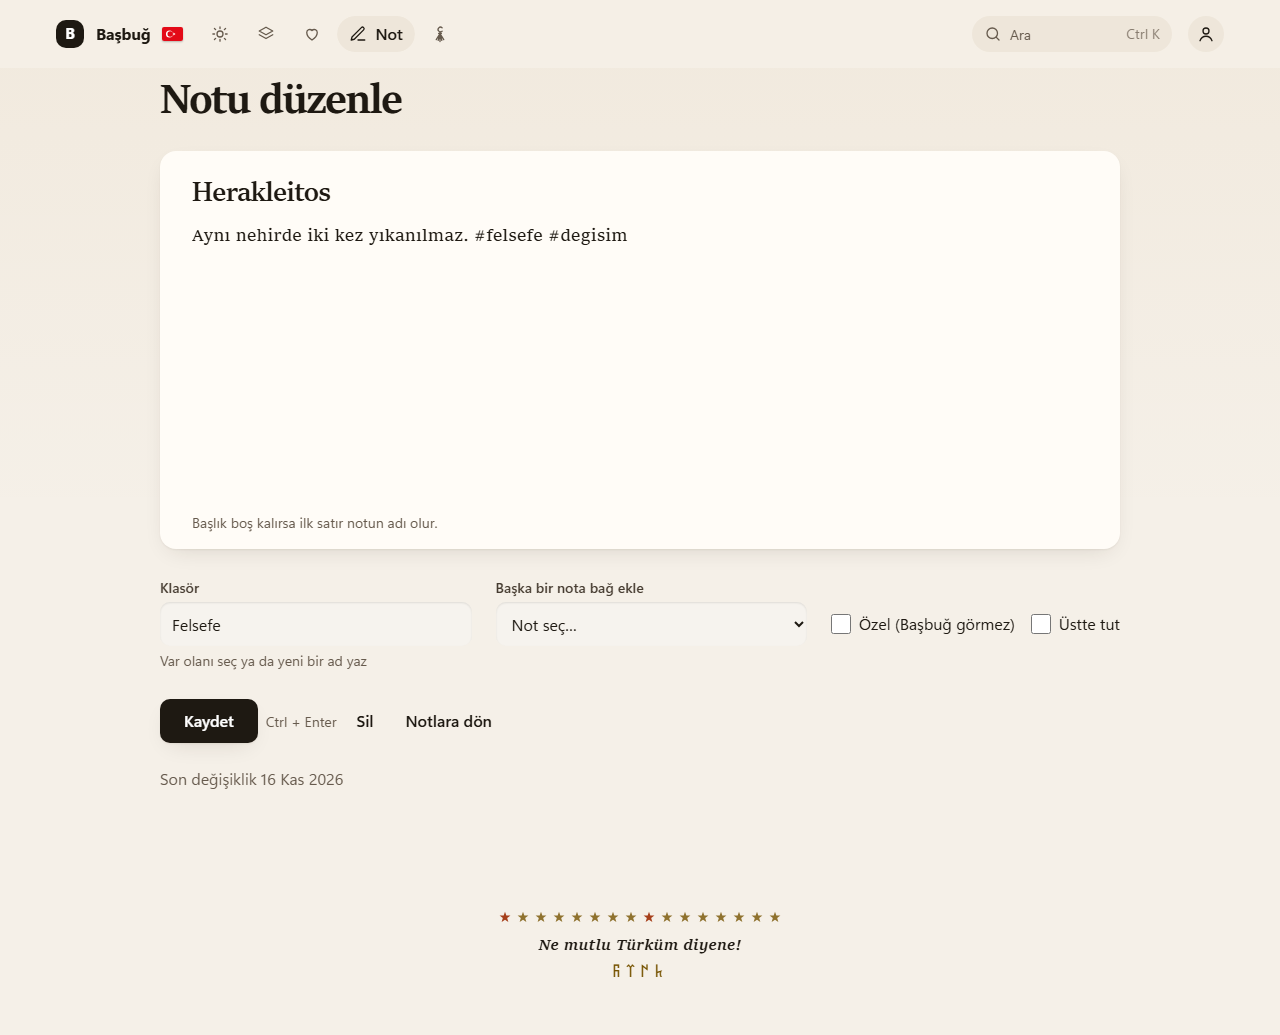 B Başbuğ Not Ara Ctrl K
Notu düzenle
Herakleitos
Aynı nehirde iki kez yıkanılmaz. #felsefe #degisim
Başlık boş kalırsa ilk satır notun adı olur.
Klasör Başka bir nota bağ ekle
Felsefe Not seç... Özel (Başbuğ görmez) Üstte tut
Var olanı seç ya da yeni bir ad yaz
Kaydet Ctrl + Enter Sil Notlara dön
Son değişiklik 16 Kas 2026
★ ★ ★ ★ ★ ★ ★ ★ ★ ★ ★ ★ ★ ★ ★ ★
Ne mutlu Türküm diyene!